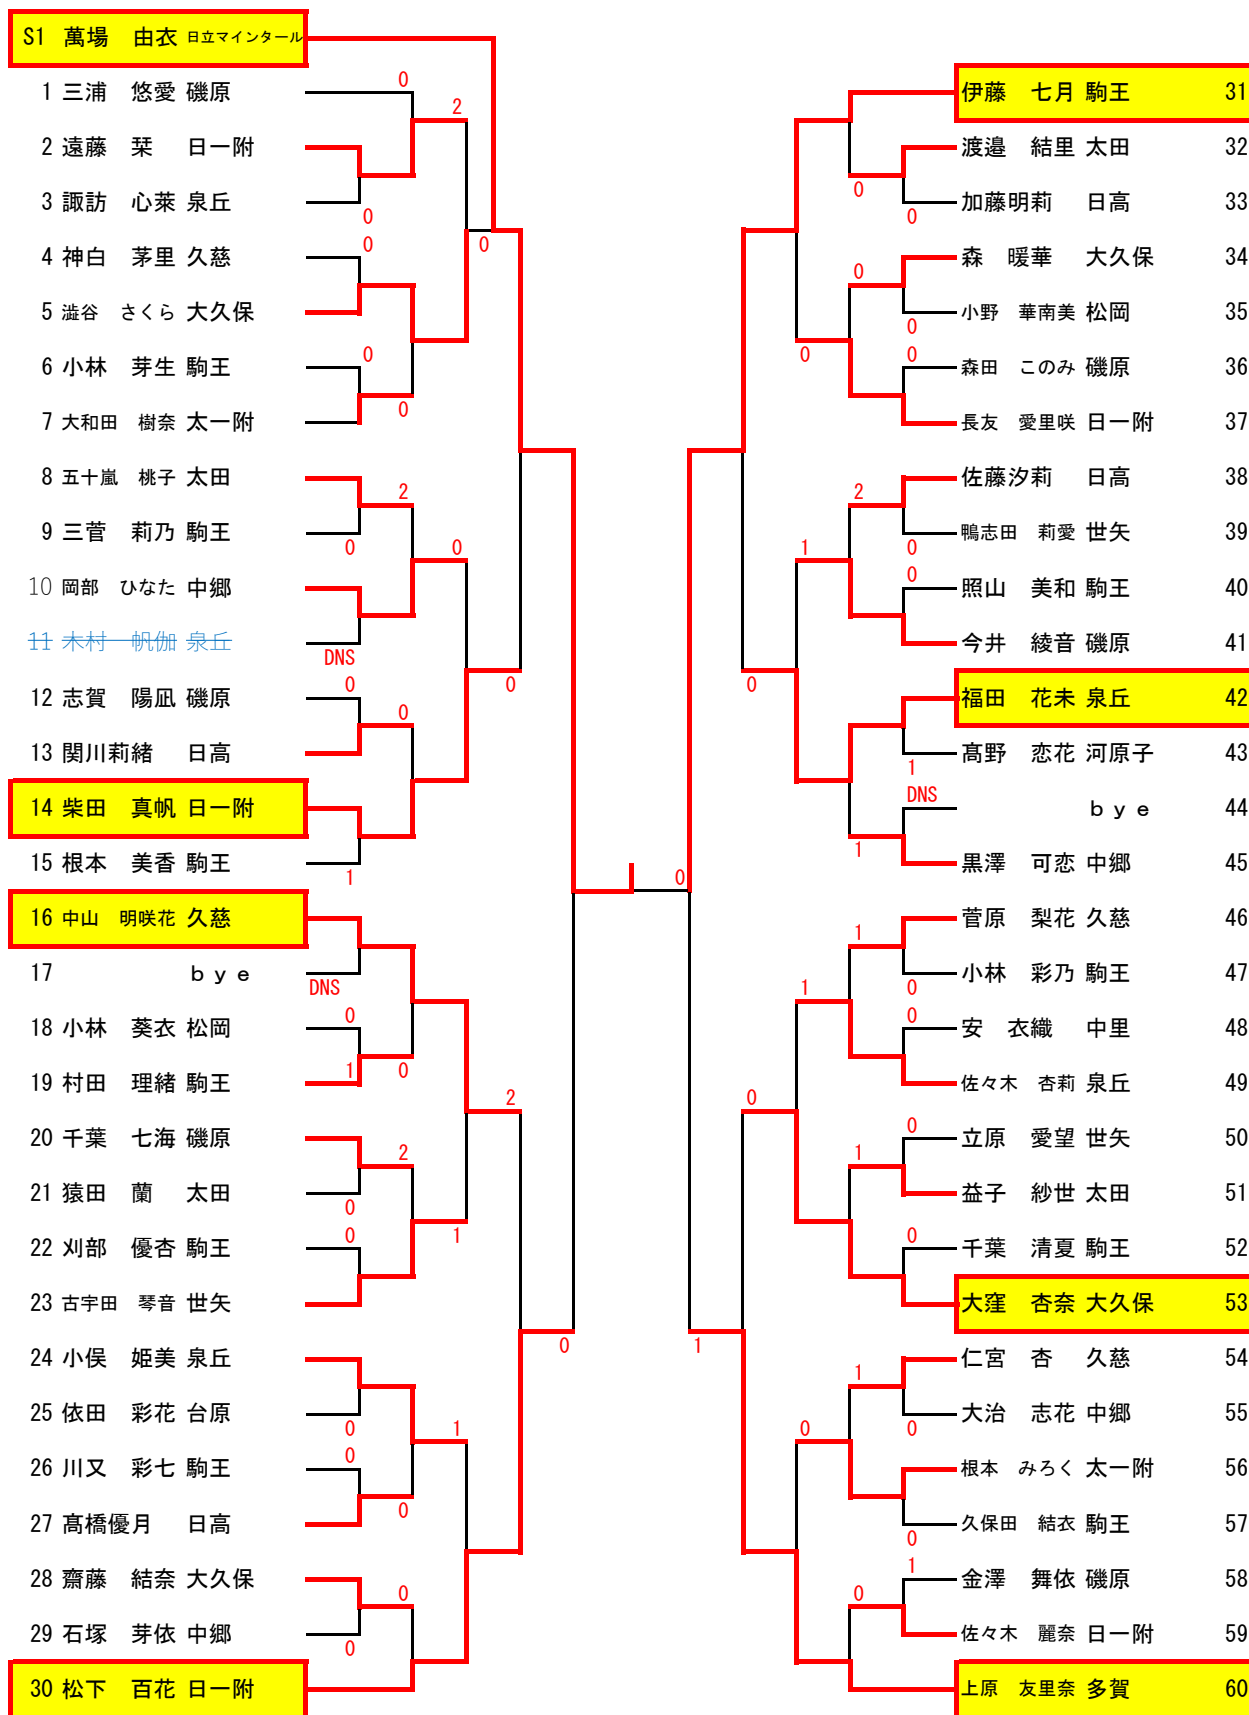 S1 萬場　由衣 日立マインタール
1 三浦　悠愛 磯原
2 遠藤　栞 日一附
3 諏訪　心萊 泉丘
4 神白　茅里 久慈
5 澁谷　さくら 大久保
6 小林　芽生 駒王
7 大和田　樹奈 太一附
8 五十嵐　桃子 太田
9 三菅　莉乃 駒王
10 岡部　ひなた 中郷
11 木村　帆伽 泉丘
12 志賀　陽凪 磯原
13 関川莉緒 日高
14 柴田　真帆 日一附
15 根本　美香 駒王
16 中山　明咲花 久慈
17 ｂｙｅ
18 小林　葵衣 松岡
19 村田　理緒 駒王
20 千葉　七海 磯原
21 猿田　蘭 太田
22 刈部　優杏 駒王
23 古宇田　琴音 世矢
24 小俣　姫美 泉丘
25 依田　彩花 台原
26 川又　彩七 駒王
27 髙橋優月 日高
28 齋藤　結奈 大久保
29 石塚　芽依 中郷
30 松下　百花 日一附
0
2
0
0
0
0
0
2
0
0
DNS
0
0
0
1
DNS
0
1
0
2
2
0
0
1
0
0
1
0
0
0
0
伊藤　七月 駒王 31
渡邉　結里 太田 32
加藤明莉 日高 33
森　暖華 大久保 34
小野　華南美 松岡 35
森田　このみ 磯原 36
長友　愛里咲 日一附 37
佐藤汐莉 日高 38
鴨志田　莉愛 世矢 39
照山　美和 駒王 40
今井　綾音 磯原 41
福田　花未 泉丘 42
髙野　恋花 河原子 43
ｂｙｅ 44
黒澤　可恋 中郷 45
菅原　梨花 久慈 46
小林　彩乃 駒王 47
安　衣織 中里 48
佐々木　杏莉 泉丘 49
立原　愛望 世矢 50
益子　紗世 太田 51
千葉　清夏 駒王 52
大窪　杏奈 大久保 53
仁宮　杏 久慈 54
大治　志花 中郷 55
根本　みろく 太一附 56
久保田　結衣 駒王 57
金澤　舞依 磯原 58
佐々木　麗奈 日一附 59
上原　友里奈 多賀 60
0
0
0
0
0
0
2
1
0
0
0
1
DNS
1
0
1
1
0
0
0
0
1
0
1
1
0
0
0
1
0